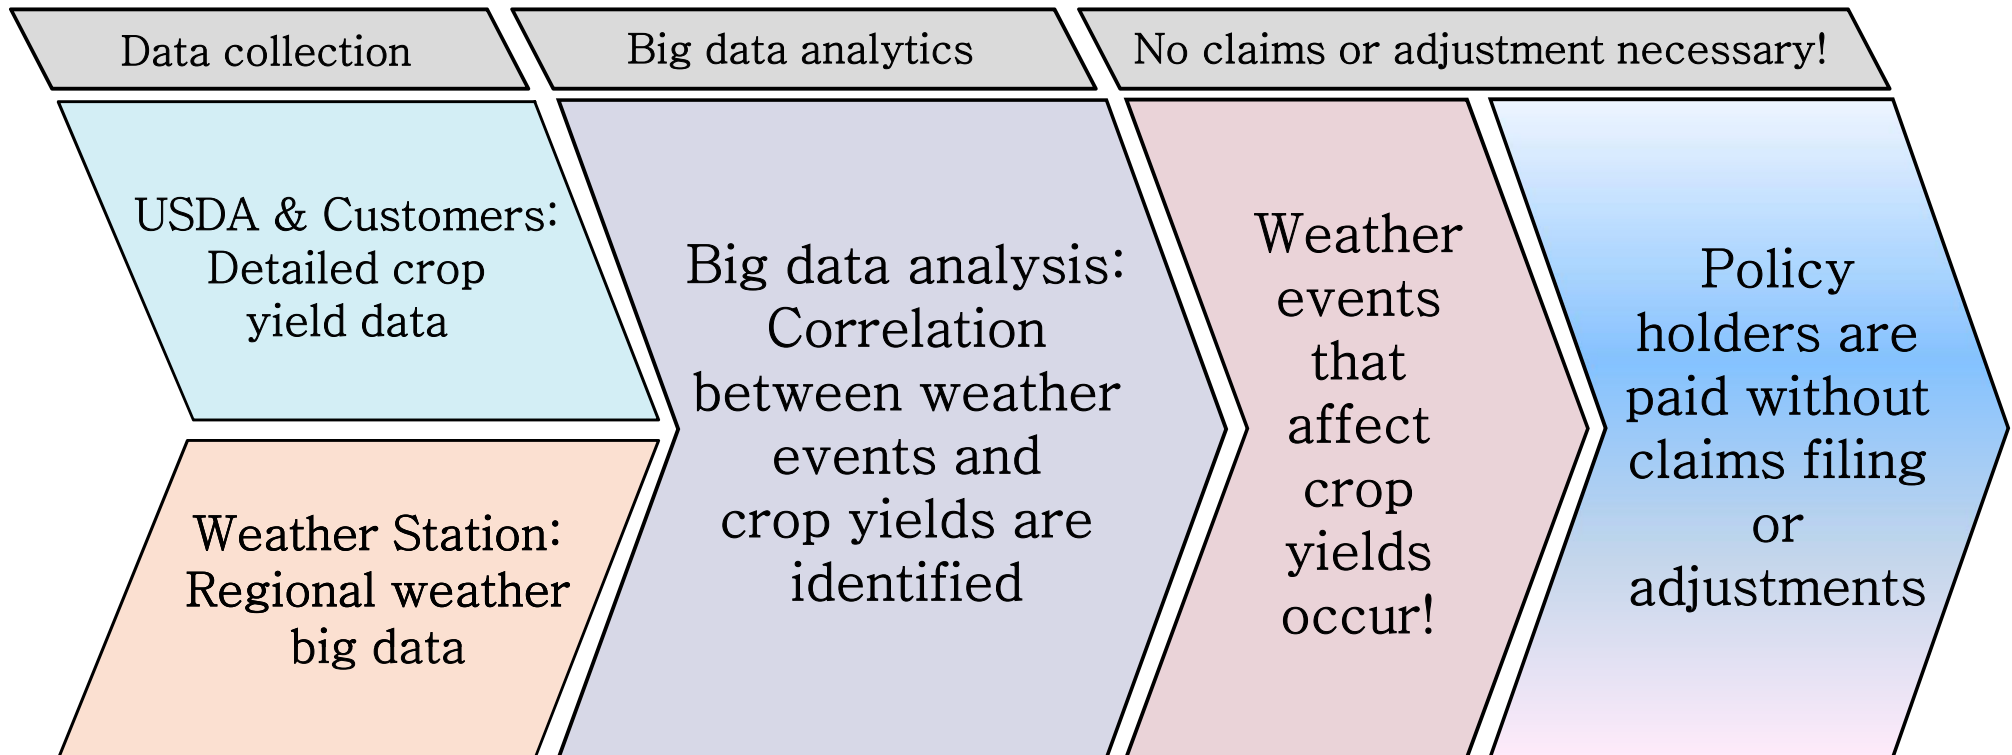 Data collection
Big data analytics
No claims or adjustment necessary!
USDA & Customers:
Detailed crop
yield data
Weather Station:
Regional weather
big data
Big data analysis:
Correlation
between weather
events and
crop yields are
identified
Weather
events
that
affect
crop
yields
occur!
Policy
holders are
paid without
claims filing
or
adjustments